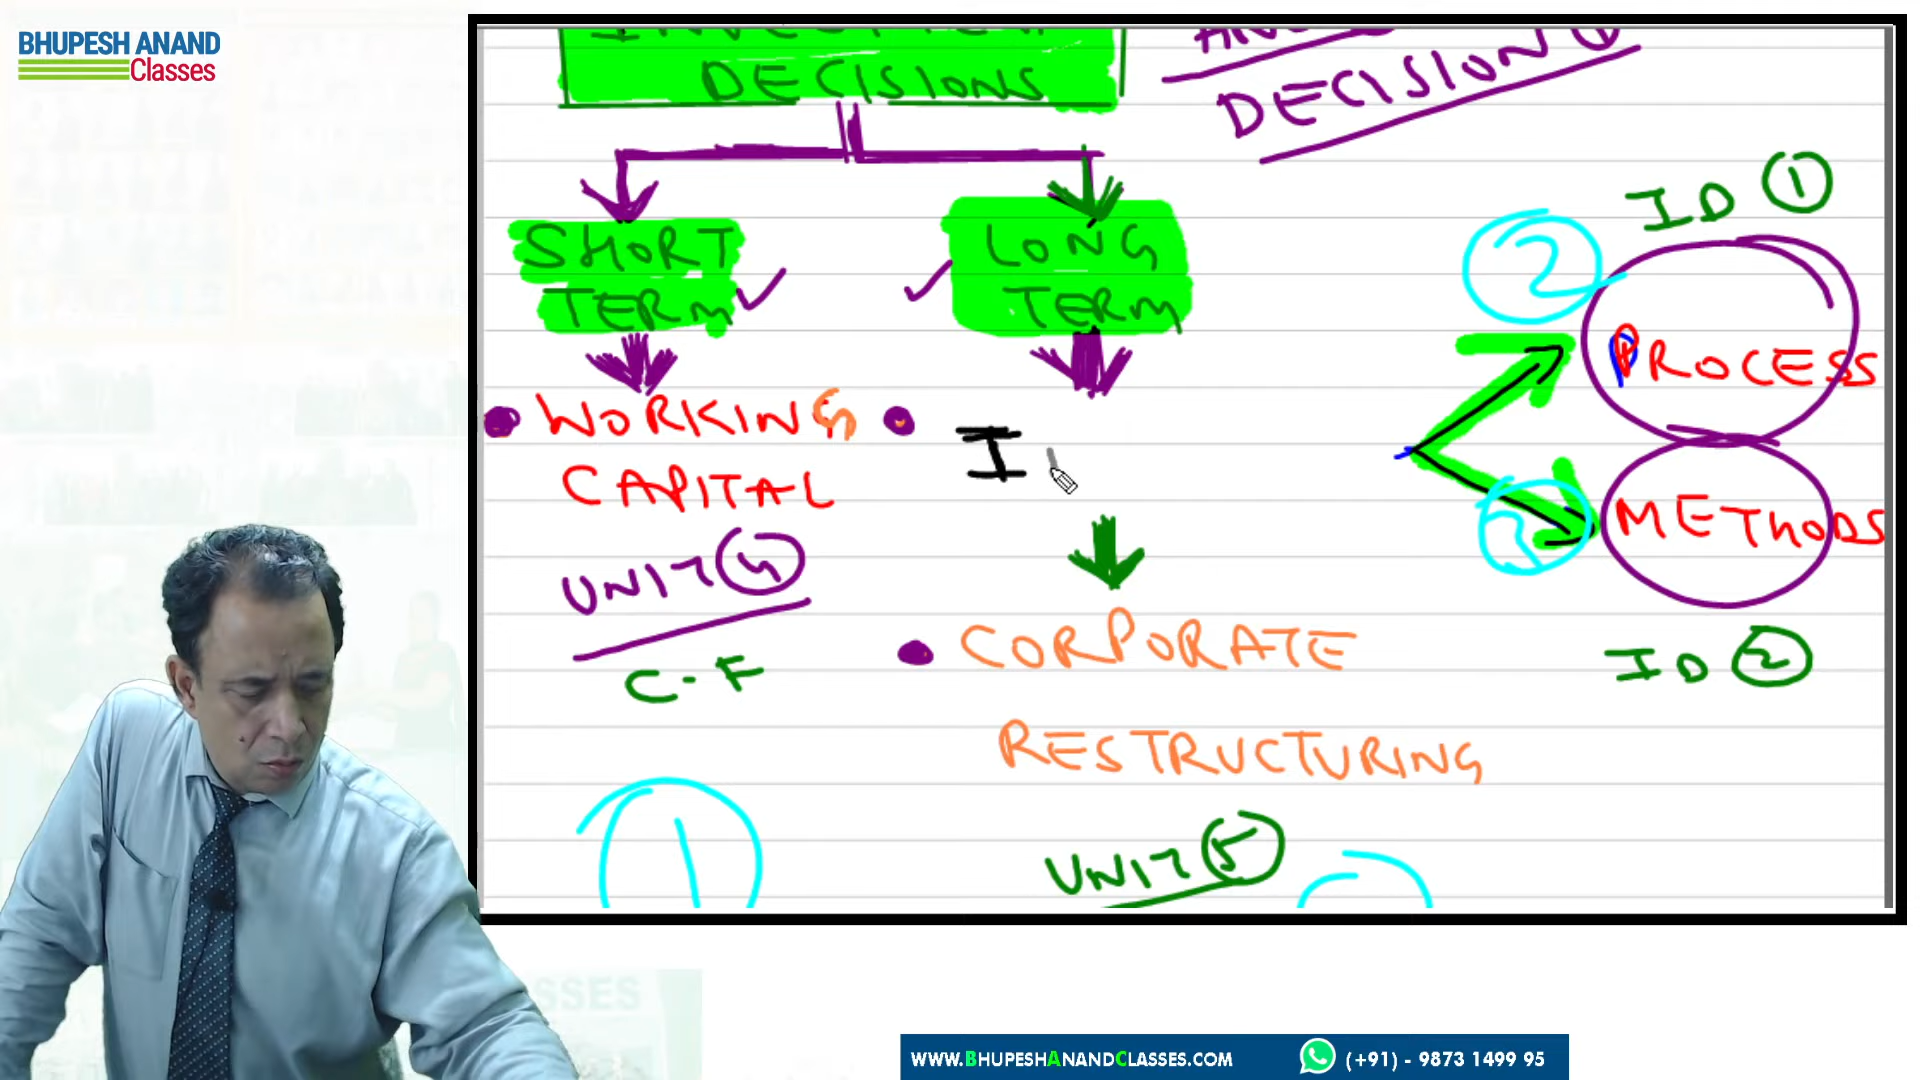 BHUPESH ANAND
Classes
DECISIONS
DECISION
SHORT
TERM
LONG
TERM
WORKING
CAPITAL
UNIT 4
C-F
I
CORPORATE
RESTRUCTURING
UNIT 5
1
ID 1
2
PROCESS
3
METHODS
ID 2
WWW.BHUPESHANANDCLASSES.COM
(+91) - 9873 1499 95